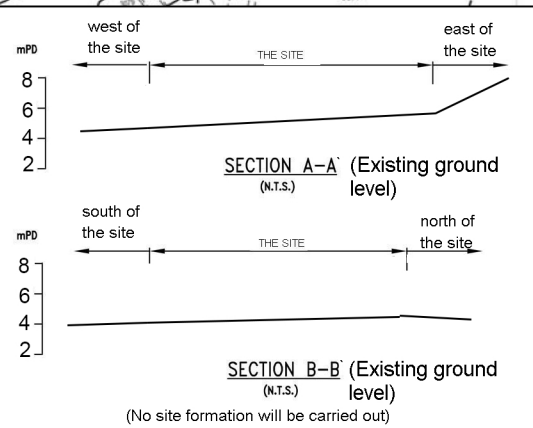 west of
the site
east of
the site
mPD
THE SITE
8
6
4
2
SECTION A-A` (Existing ground
(N.T.S.) level)
south of
the site
north of
the site
mPD
THE SITE
8
6
4
2
SECTION B-B` (Existing ground
(N.T.S.) level)
(No site formation will be carried out)